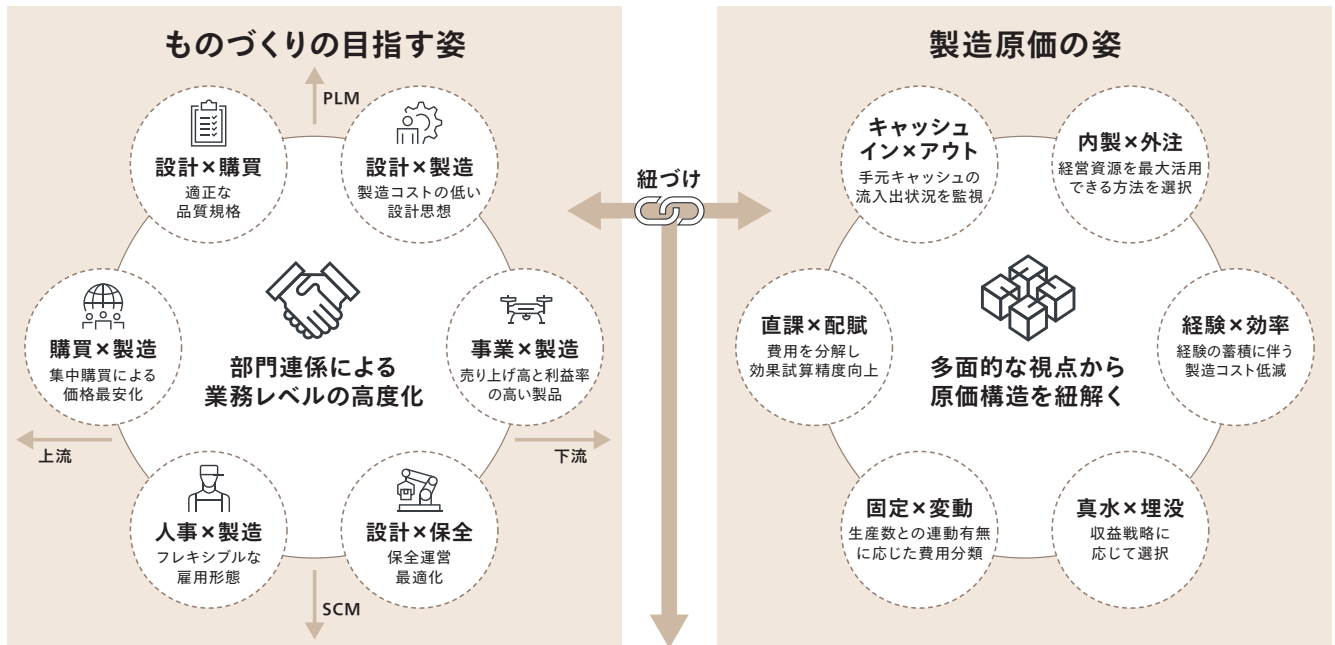 ものづくりの目指す姿
PLM
設計×購買
適正な
品質規格
設計×製造
製造コストの低い
設計思想
購買×製造
集中購買による
価格最安化
部門連係による
業務レベルの高度化
事業×製造
売り上げ高と利益率
の高い製品
上流
下流
人事×製造
フレキシブルな
雇用形態
設計×保全
保全運営
最適化
SCM
紐づけ
製造原価の姿
キャッシュ
イン×アウト
手元キャッシュの
流入出状況を監視
内製×外注
経営資源を最大活用
できる方法を選択
直課×配賦
費用を分解し
効果試算精度向上
多面的な視点から
原価構造を紐解く
経験×効率
経験の蓄積に伴う
製造コスト低減
固定×変動
生産数との連動有無
に応じた費用分類
真水×埋没
収益戦略に
応じて選択